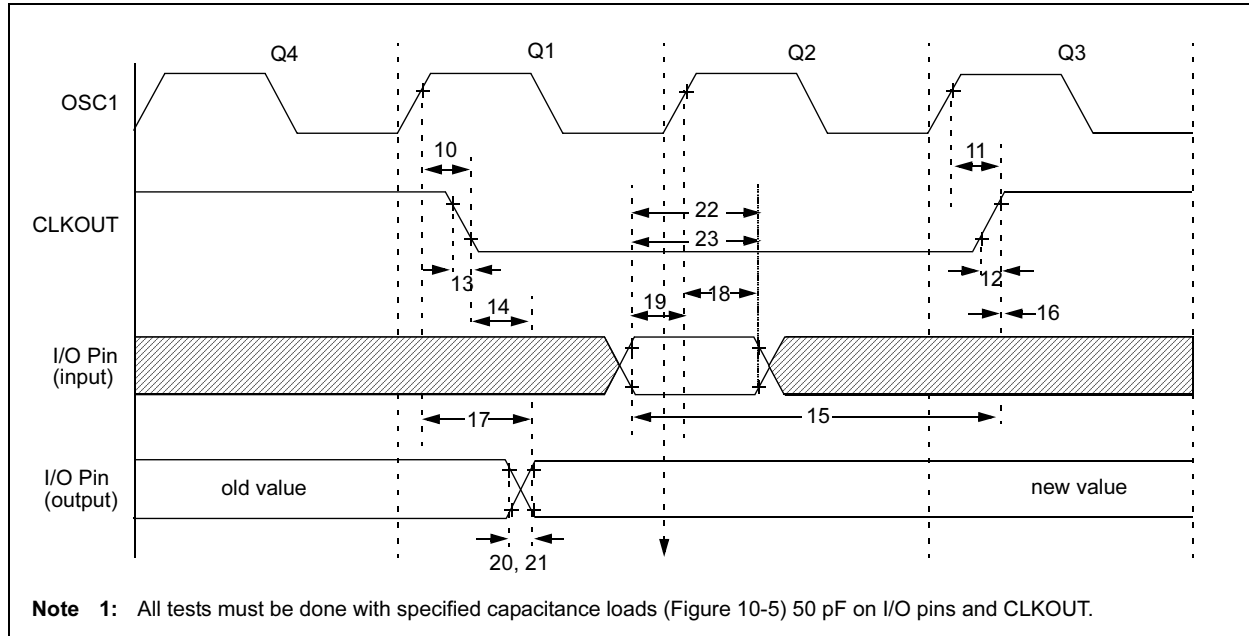 Q4 Q1 Q2 Q3
OSC1
10 11
22
CLKOUT
23
13 12
14 19 18 16
I/O Pin
(input)
17 15
I/O Pin
(output)
old value new value
20, 21
Note 1: All tests must be done with specified capacitance loads (Figure 10-5) 50 pF on I/O pins and CLKOUT.